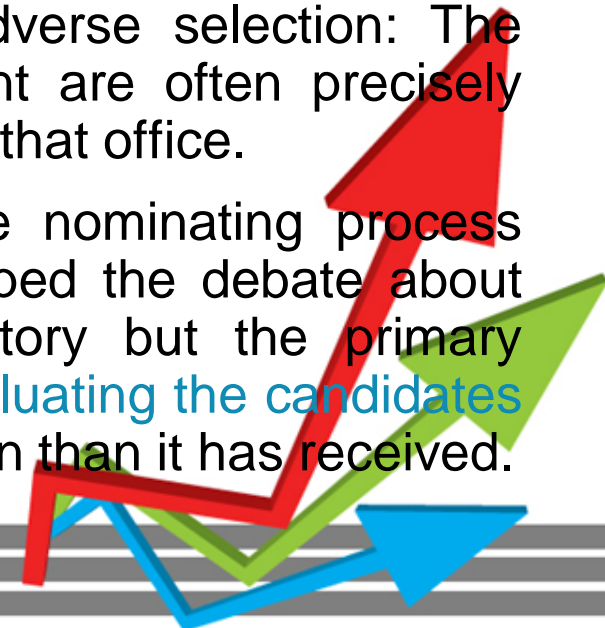 dverse selection: The
nt are often precisely
that office.
e nominating process
ped the debate about
tory but the primary
luating the candidates
n than it has received.